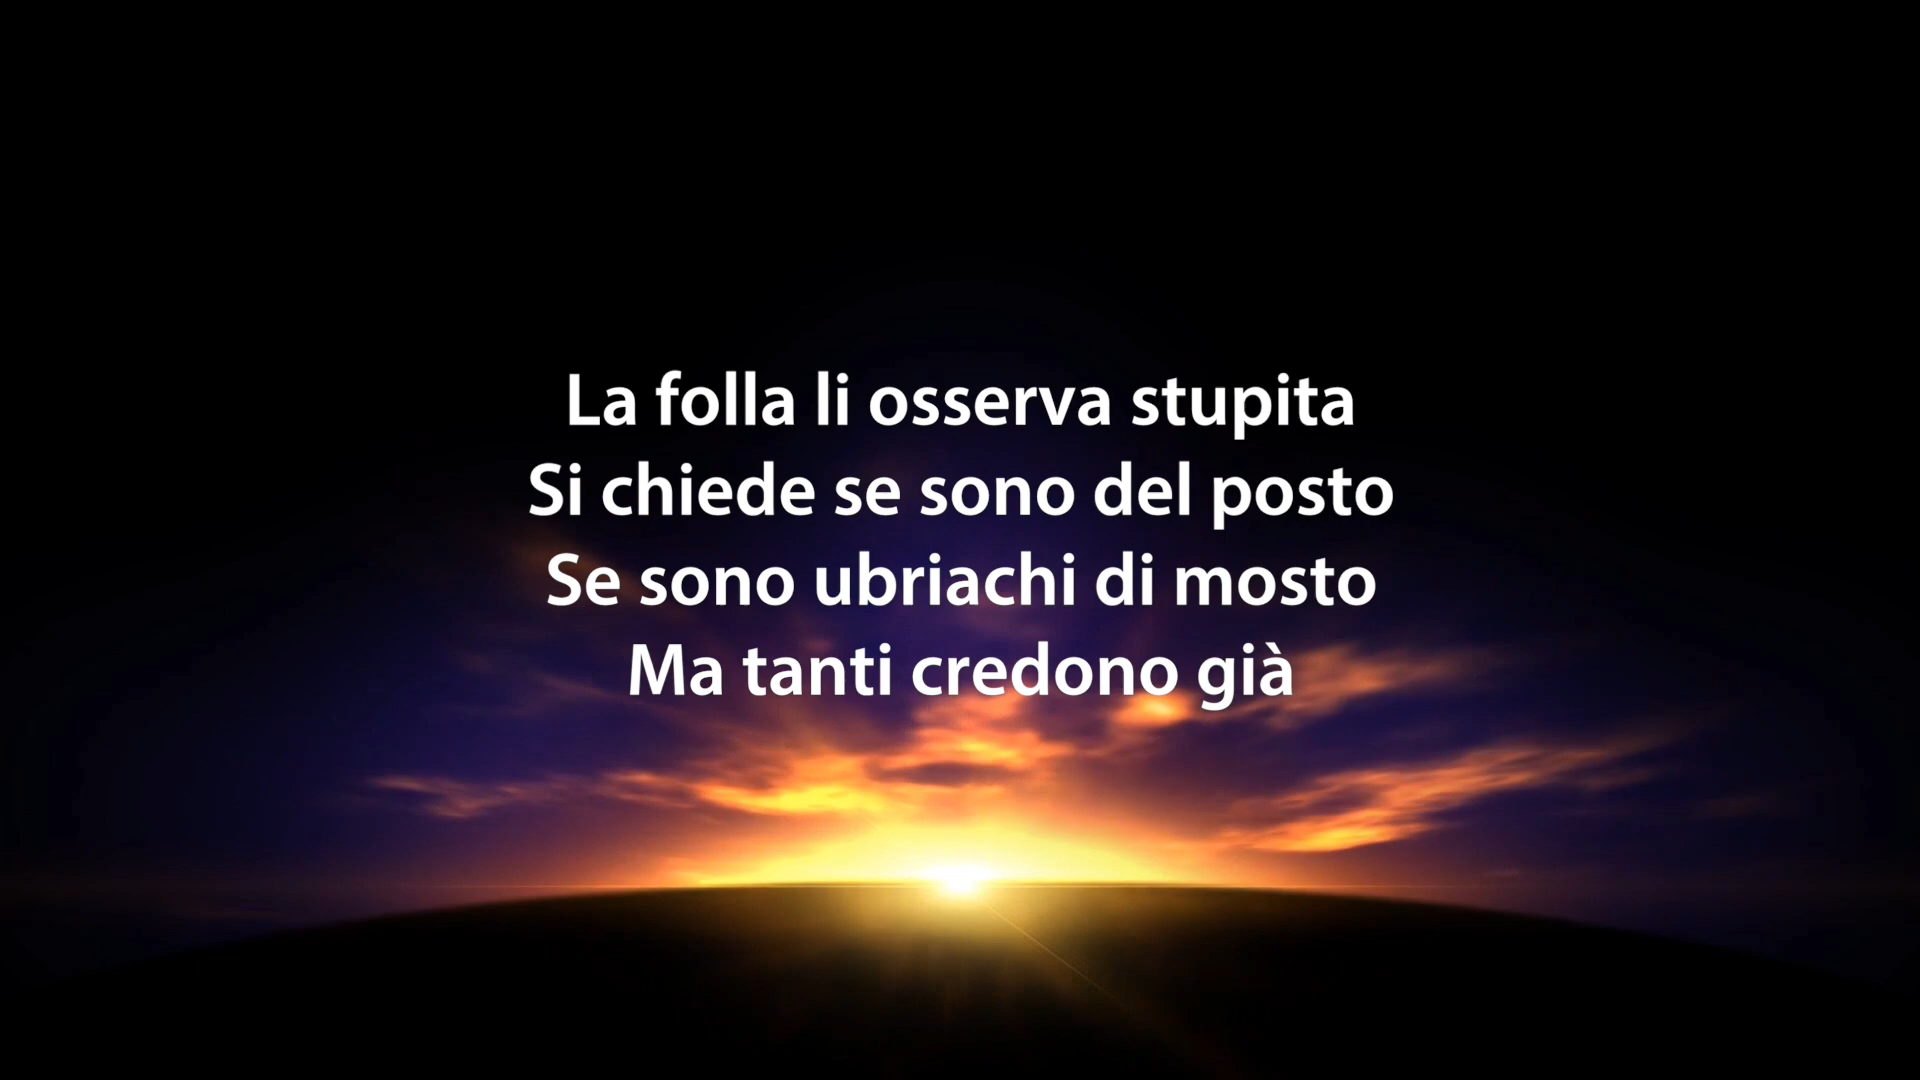 La folla li osserva stupita
Si chiede se sono del posto
Se sono ubriachi di mosto
Ma tanti credono già